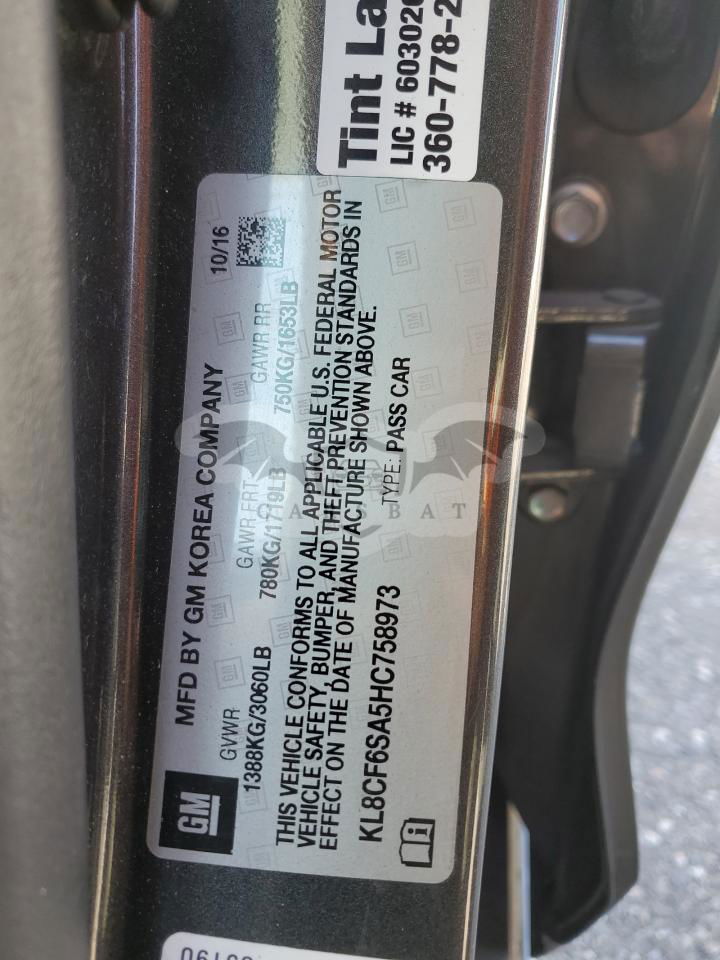 Tint La
LIC # 603026
360-778-2
GM
MFD BY GM KOREA COMPANY 10/16
GVWR GAWR FRT GAWR RR
1388KG/3060LB 780KG/1719LB 750KG/1653LB
THIS VEHICLE CONFORMS TO ALL APPLICABLE U.S. FEDERAL MOTOR
VEHICLE SAFETY, BUMPER, AND THEFT PREVENTION STANDARDS IN
EFFECT ON THE DATE OF MANUFACTURE SHOWN ABOVE.
KL8CF6SA5HC758973 TYPE: PASS CAR
CARSBAT